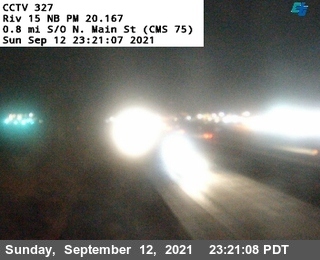 CCTV 327
Riv 15 NB PM 20.167
0.8 mi S/O N. Main St (CMS 75)
Sun Sep 12 23:21:07 2021
Sunday, September 12, 2021 23:21:08 PDT